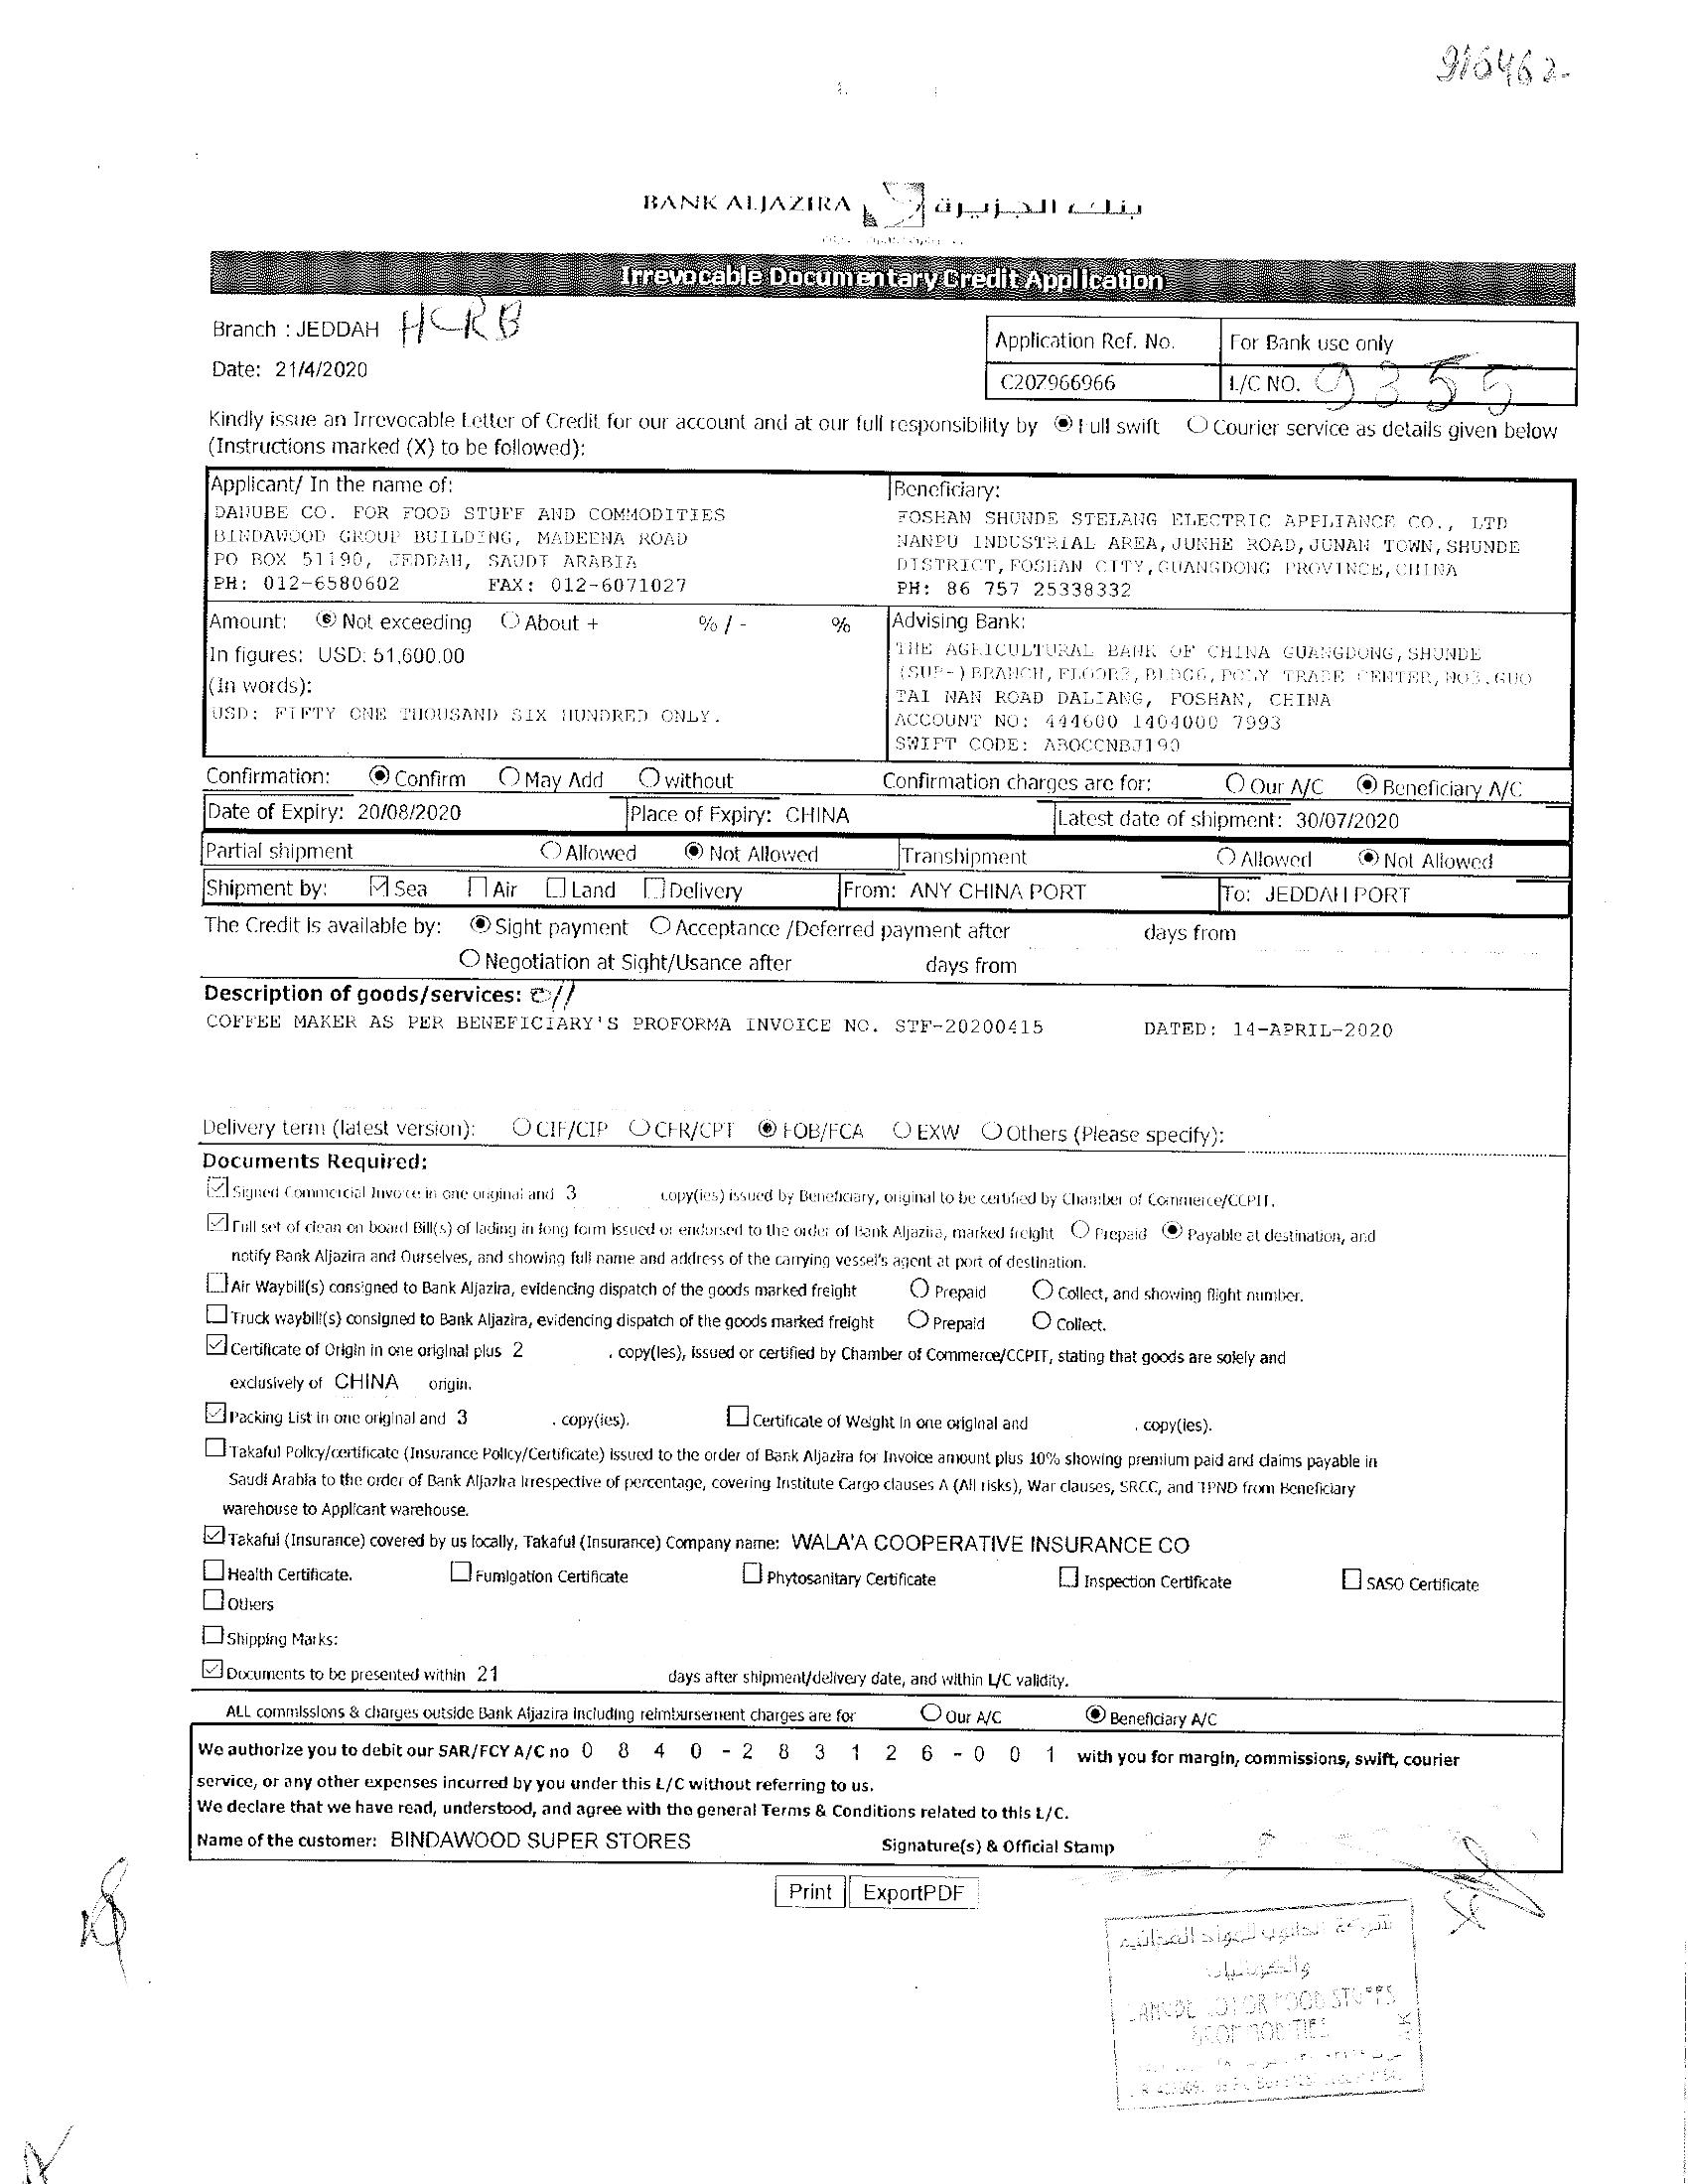 916462-
BANK ALJAZIRA بنك الجزيرة
Irrevocable Documentary Credit Application
Branch : JEDDAH HCRB
Date: 21/4/2020
Application Ref. No. For Bank use only
C207966966 L/C NO. 9355
Kindly issue an Irrevocable Letter of Credit for our account and at our full responsibility by Full swift Courier service as details given below
(Instructions marked (X) to be followed):
Applicant/ In the name of:
DANUBE CO. FOR FOOD STUFF AND COMMODITIES
BINDAWOOD GROUP BUILDING, MADEENA ROAD
PO BOX 51190, JEDDAH, SAUDI ARABIA
PH: 012-6580602 FAX: 012-6071027
Beneficiary:
FOSHAN SHUNDE STELANG ELECTRIC APPLIANCE CO., LTD
NANPU INDUSTRIAL AREA,JUNHE ROAD,JUNAN TOWN,SHUNDE
DISTRICT,FOSHAN CITY,GUANGDONG PROVINCE,CHINA
PH: 86 757 25338332
Amount: Not exceeding About + % / - %
In figures: USD: 51,600.00
(In words):
USD: FIFTY ONE THOUSAND SIX HUNDRED ONLY.
Advising Bank:
THE AGRICULTURAL BANK OF CHINA GUANGDONG,SHUNDE
(SUB-)BRANCH,FLOOR3,BLDG6,POLY TRADE CENTER,NO3.GUO
TAI NAN ROAD DALIANG, FOSHAN, CHINA
ACCOUNT NO: 444600 1404000 7993
SWIFT CODE: ABOCCNBJ190
Confirmation: Confirm May Add without Confirmation charges are for: Our A/C Beneficiary A/C
Date of Expiry: 20/08/2020 Place of Expiry: CHINA Latest date of shipment: 30/07/2020
Partial shipment Allowed Not Allowed Transhipment Allowed Not Allowed
Shipment by: Sea Air Land Delivery From: ANY CHINA PORT To: JEDDAH PORT
The Credit is available by: Sight payment Acceptance /Deferred payment after days from
Negotiation at Sight/Usance after days from
Description of goods/services:
COFFEE MAKER AS PER BENEFICIARY'S PROFORMA INVOICE NO. STF-20200415 DATED: 14-APRIL-2020
Delivery term (latest version): CIF/CIP CFR/CPT FOB/FCA EXW Others (Please specify):
Documents Required:
Signed Commercial Invoice in one original and 3 copy(ies) issued by Beneficiary, original to be certified by Chamber of Commerce/CCPIT.
Full set of clean on board Bill(s) of lading in long form issued or endorsed to the order of Bank Aljazira, marked freight Prepaid Payable at destination, and
notify Bank Aljazira and Ourselves, and showing full name and address of the carrying vessel's agent at port of destination.
Air Waybill(s) consigned to Bank Aljazira, evidencing dispatch of the goods marked freight Prepaid Collect, and showing flight number.
Truck waybill(s) consigned to Bank Aljazira, evidencing dispatch of the goods marked freight Prepaid Collect.
Certificate of Origin in one original plus 2 . copy(ies), issued or certified by Chamber of Commerce/CCPIT, stating that goods are solely and
exclusively of CHINA origin.
Packing List in one original and 3 . copy(ies). Certificate of Weight in one original and . copy(ies).
Takaful Policy/certificate (Insurance Policy/Certificate) issued to the order of Bank Aljazira for Invoice amount plus 10% showing premium paid and claims payable in
Saudi Arabia to the order of Bank Aljazira irrespective of percentage, covering Institute Cargo clauses A (All risks), War clauses, SRCC, and TPND from Beneficiary
warehouse to Applicant warehouse.
Takaful (Insurance) covered by us locally, Takaful (Insurance) Company name: WALA'A COOPERATIVE INSURANCE CO
Health Certificate. Fumigation Certificate Phytosanitary Certificate Inspection Certificate SASO Certificate
Others
Shipping Marks:
Documents to be presented within 21 days after shipment/delivery date, and within L/C validity.
ALL commissions & charges outside Bank Aljazira including reimbursement charges are for Our A/C Beneficiary A/C
We authorize you to debit our SAR/FCY A/C no 0 8 4 0 - 2 8 3 1 2 6 - 0 0 1 with you for margin, commissions, swift, courier
service, or any other expenses incurred by you under this L/C without referring to us.
We declare that we have read, understood, and agree with the general Terms & Conditions related to this L/C.
Name of the customer: BINDAWOOD SUPER STORES Signature(s) & Official Stamp
Print ExportPDF
شركة الدانوب للمواد الغذائية
والكماليات
DANUBE CO FOR FOOD STUFFS
&COMMODITIES